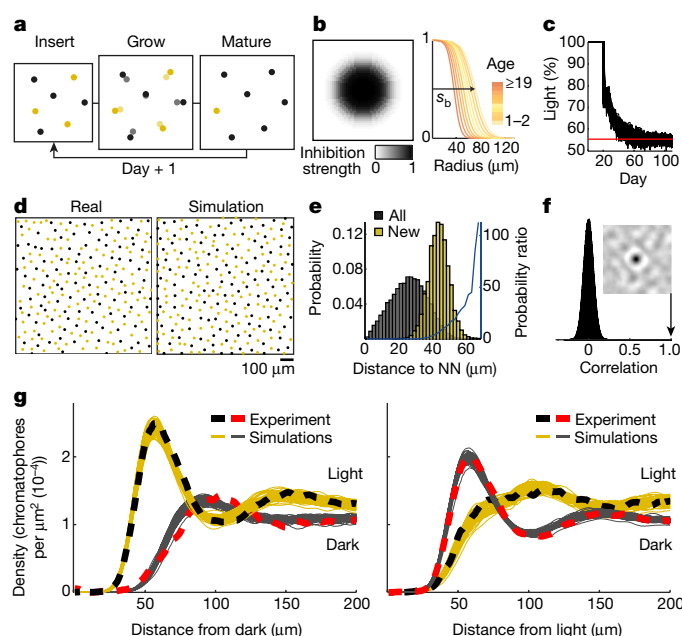 a
Insert
Grow
Mature
Day + 1
b
Inhibition
strength
0
1
1
0
s_b
Age
≥19
1–2
40
80
120
Radius (μm)
c
Light (%)
100
90
80
70
60
50
20
60
100
Day
d
Real
Simulation
100 μm
e
All
New
Probability
0.12
0.08
0.04
Probability ratio
100
50
0
0
20
40
60
Distance to NN (μm)
f
0
0.5
1.0
Correlation
g
Density (chromatophores
per μm² (10⁻⁴))
2
1
0
Experiment
Simulations
Light
Dark
50
100
150
200
Distance from dark (μm)
Experiment
Simulations
Light
Dark
50
100
150
200
Distance from light (μm)